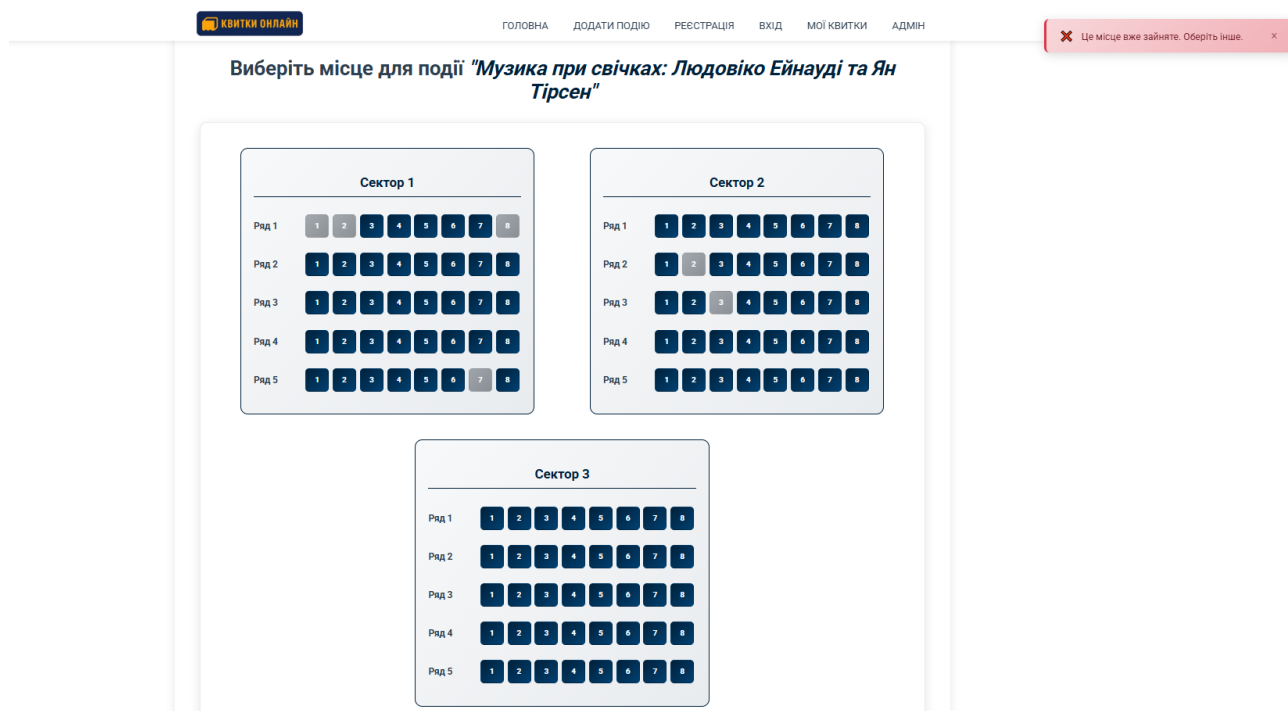 КВИТКИ ОНЛАЙН
ГОЛОВНА ДОДАТИ ПОДІЮ РЕЄСТРАЦІЯ ВХІД МОЇ КВИТКИ АДМІН
Це місце вже зайняте. Оберіть інше. ×
Виберіть місце для події "Музика при свічках: Людовіко Ейнауді та Ян
Тірсен"
Сектор 1
Ряд 1 1 2 3 4 5 6 7 8
Ряд 2 1 2 3 4 5 6 7 8
Ряд 3 1 2 3 4 5 6 7 8
Ряд 4 1 2 3 4 5 6 7 8
Ряд 5 1 2 3 4 5 6 7 8
Сектор 2
Ряд 1 1 2 3 4 5 6 7 8
Ряд 2 1 2 3 4 5 6 7 8
Ряд 3 1 2 3 4 5 6 7 8
Ряд 4 1 2 3 4 5 6 7 8
Ряд 5 1 2 3 4 5 6 7 8
Сектор 3
Ряд 1 1 2 3 4 5 6 7 8
Ряд 2 1 2 3 4 5 6 7 8
Ряд 3 1 2 3 4 5 6 7 8
Ряд 4 1 2 3 4 5 6 7 8
Ряд 5 1 2 3 4 5 6 7 8